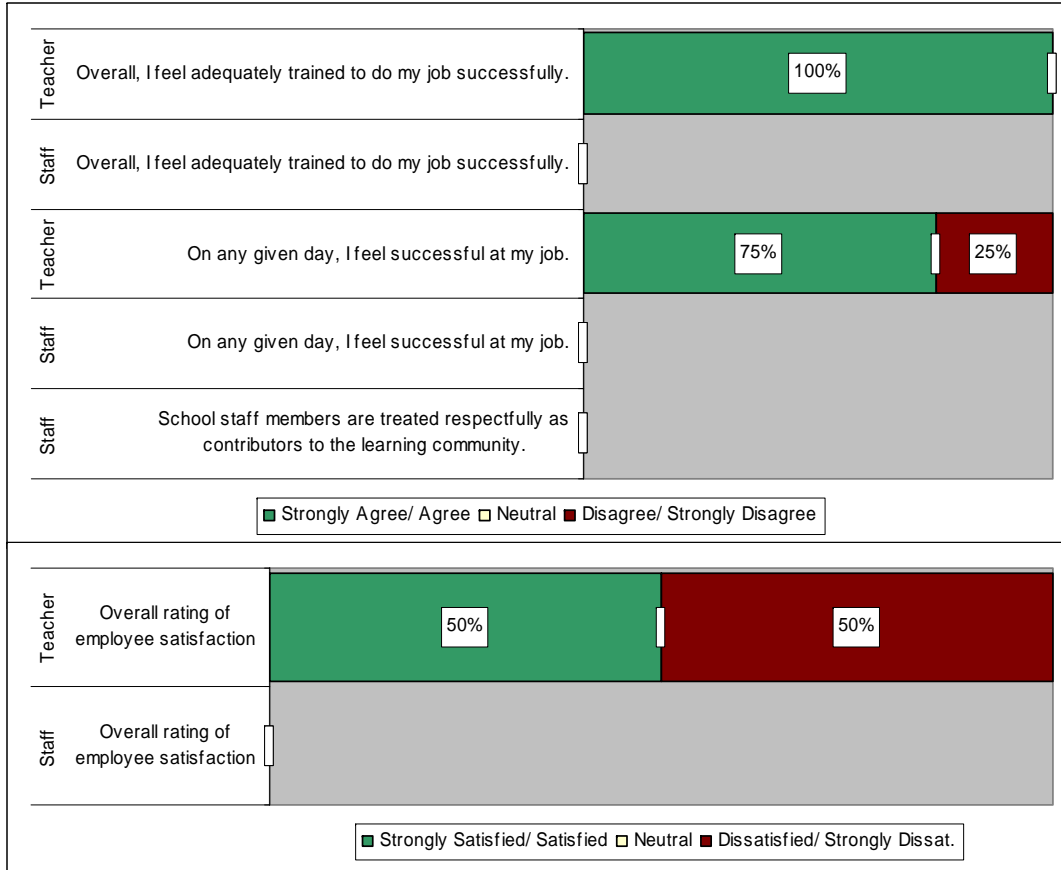 Teacher
Overall, I feel adequately trained to do my job successfully.
100%
Staff
Overall, I feel adequately trained to do my job successfully.
Teacher
On any given day, I feel successful at my job.
75%
25%
Staff
On any given day, I feel successful at my job.
Staff
School staff members are treated respectfully as
contributors to the learning community.
Strongly Agree/ Agree Neutral Disagree/ Strongly Disagree
Teacher
Overall rating of
employee satisfaction
50%
50%
Staff
Overall rating of
employee satisfaction
Strongly Satisfied/ Satisfied Neutral Dissatisfied/ Strongly Dissat.